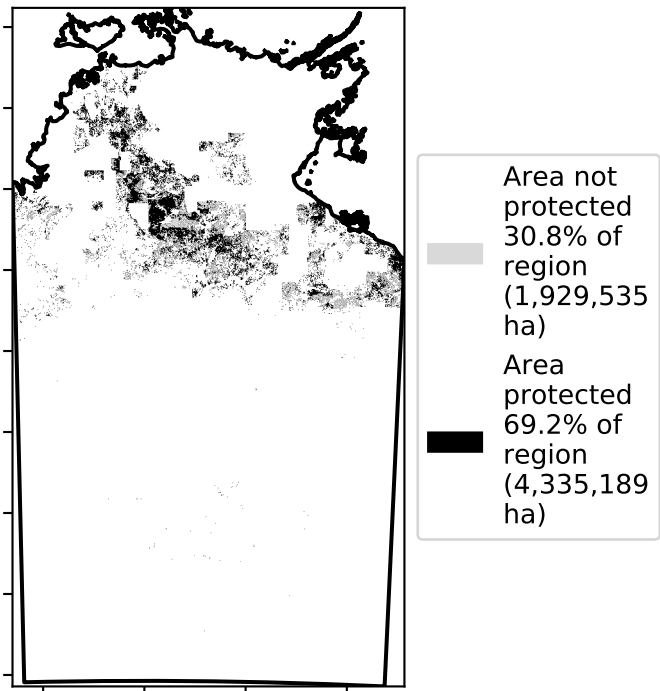 Area not
protected
30.8% of
region
(1,929,535
ha)
Area
protected
69.2% of
region
(4,335,189
ha)